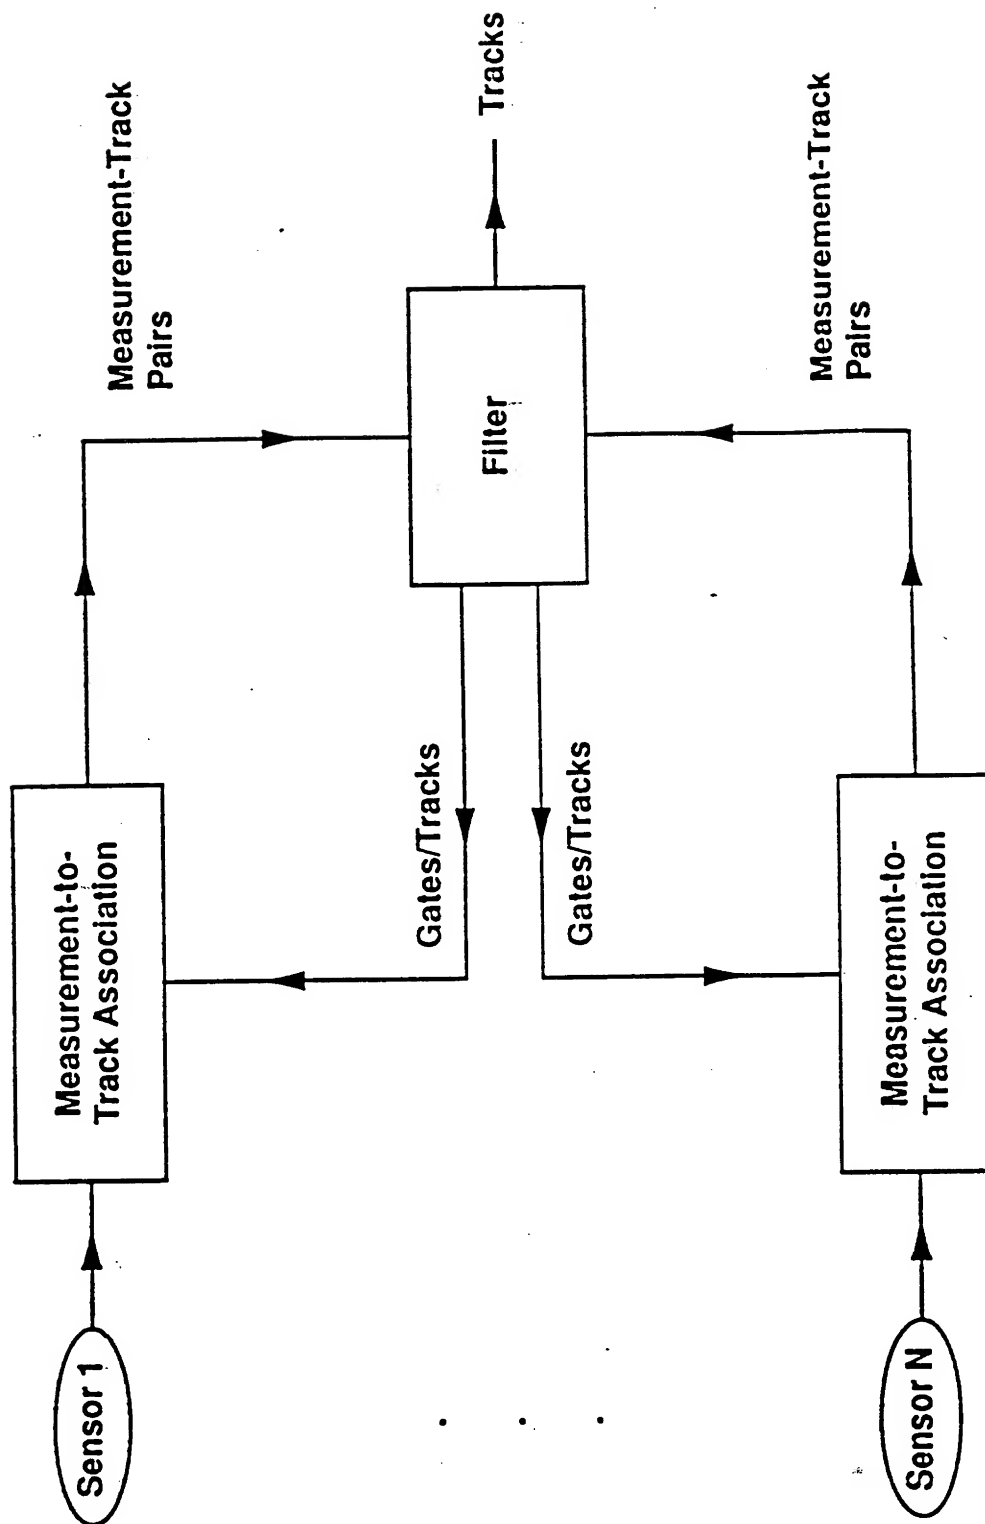 Sensor 1
Measurement-to-
Track Association
Measurement-Track
Pairs
Gates/Tracks
Filter
Tracks
Gates/Tracks
Sensor N
Measurement-to-
Track Association
Measurement-Track
Pairs